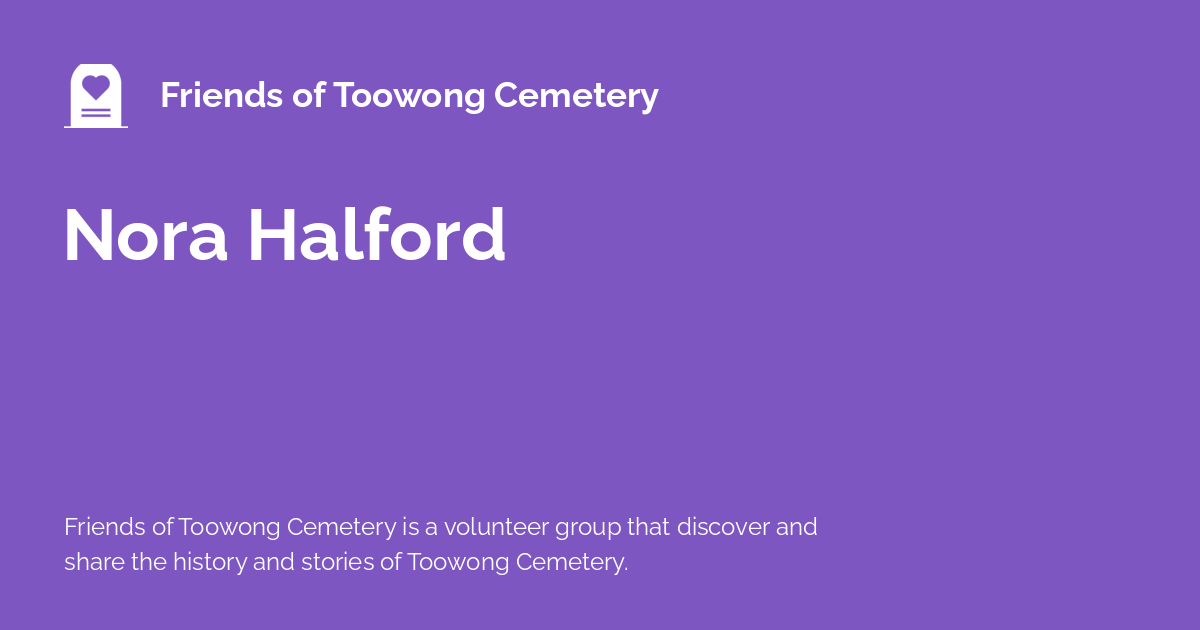 Friends of Toowong Cemetery
Nora Halford
Friends of Toowong Cemetery is a volunteer group that discover and
share the history and stories of Toowong Cemetery.